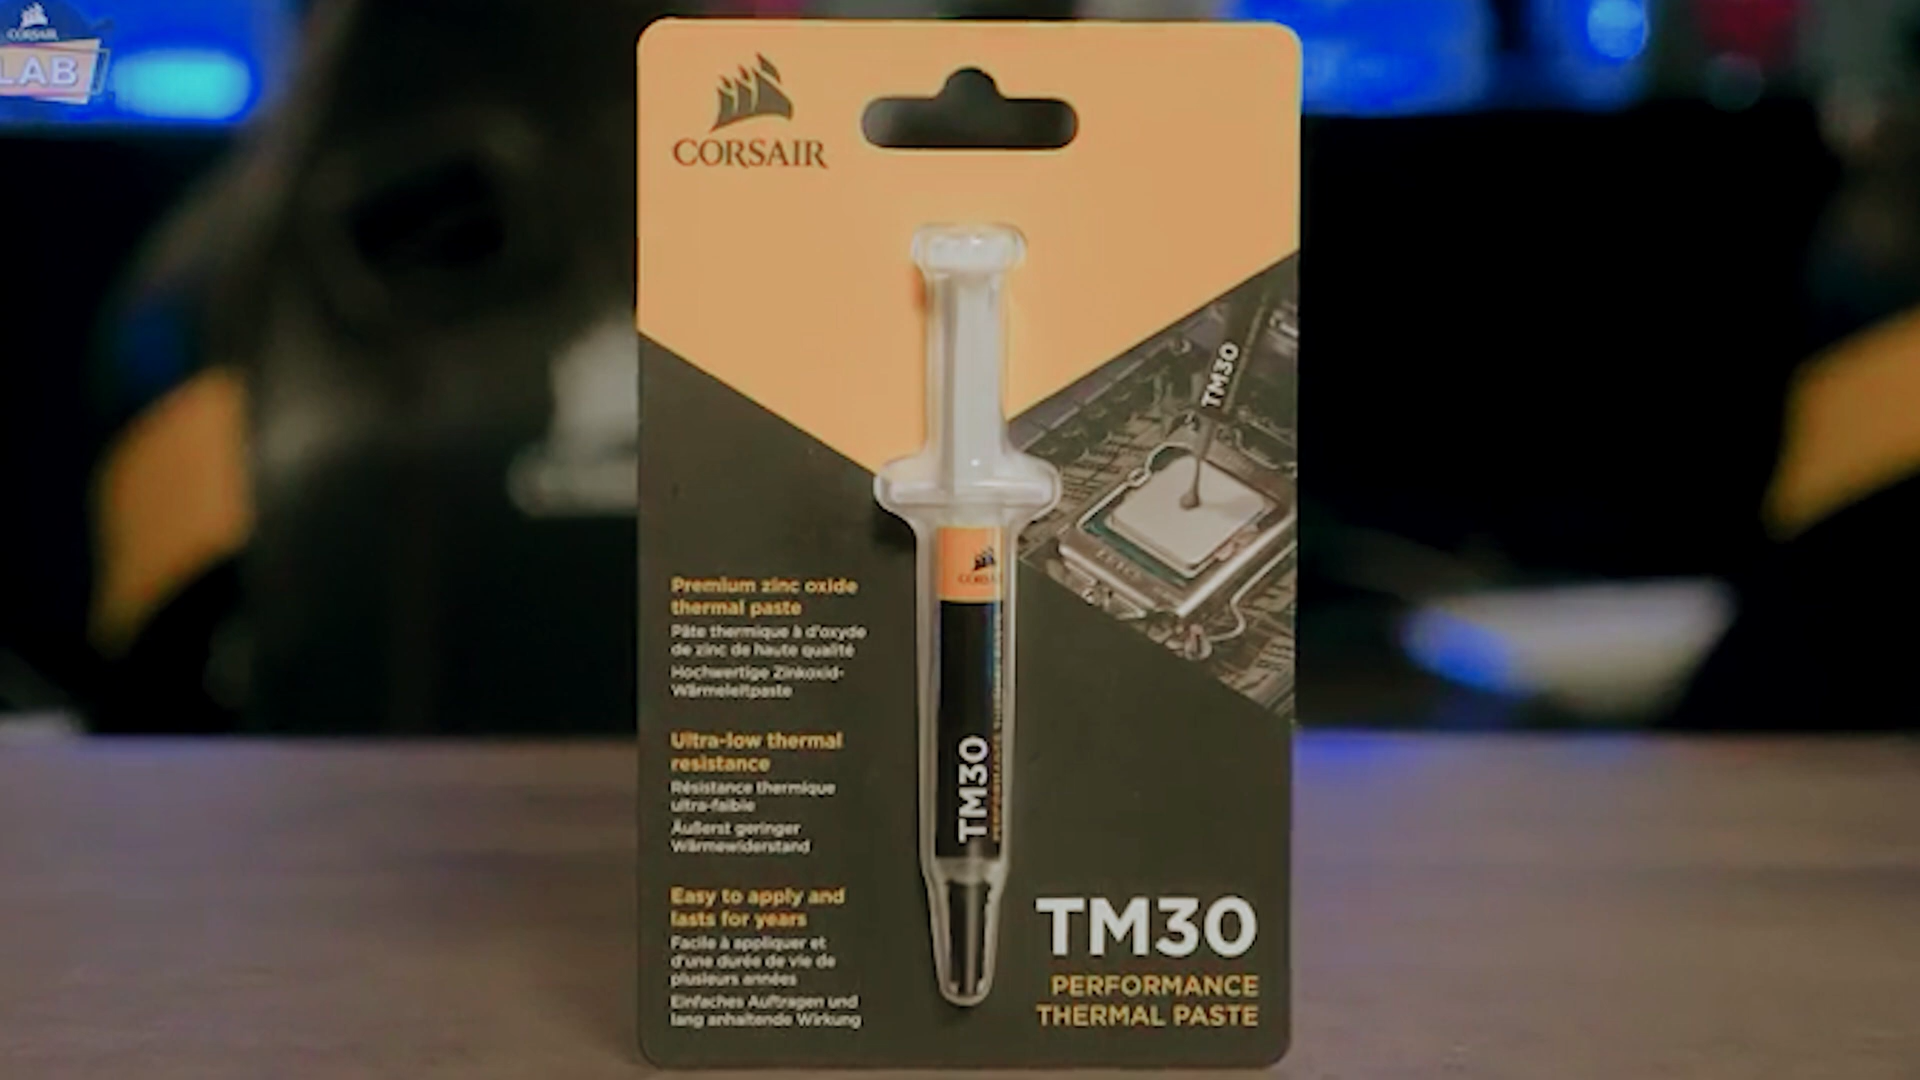 CORSAIR
LAB
CORSAIR
TM30
CORSAIR
Premium zinc oxide
thermal paste
Pâte thermique à d'oxyde
de zinc de haute qualité
Hochwertige Zinkoxid-
Wärmeleitpaste
Ultra-low thermal
resistance
Résistance thermique
ultra-faible
Äußerst geringer
Wärmewiderstand
Easy to apply and
lasts for years
Facile à appliquer et
d'une durée de vie de
plusieurs années
Einfaches Auftragen und
lang anhaltende Wirkung
TM30
TM30
PERFORMANCE
THERMAL PASTE